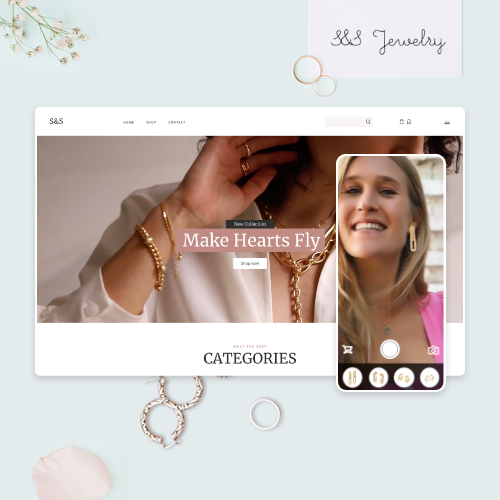 S&S Jewelry
S&S
HOME SHOP CONTACT
New Collection
Make Hearts Fly
Shop now
ONLY THE BEST
CATEGORIES